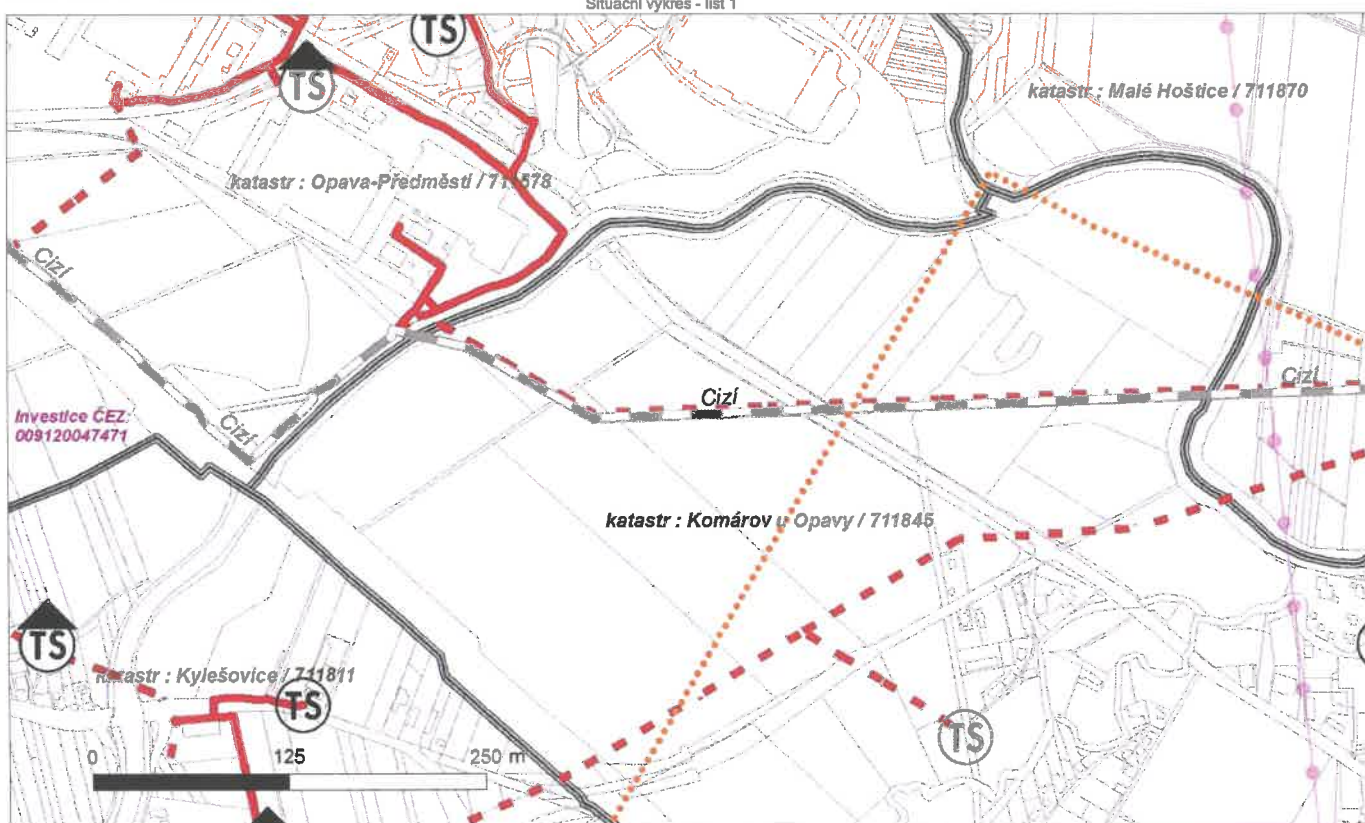 Situační výkres - list 1
TS
TS
katastr : Malé Hoštice / 711870
katastr : Opava-Předměstí / 711578
Cizí
Cizí
Cizí
Investice ČEZ:
009120047471
Cizí
katastr : Komárov u Opavy / 711845
TS
katastr : Kylešovice / 711811
TS
TS
0 125 250 m